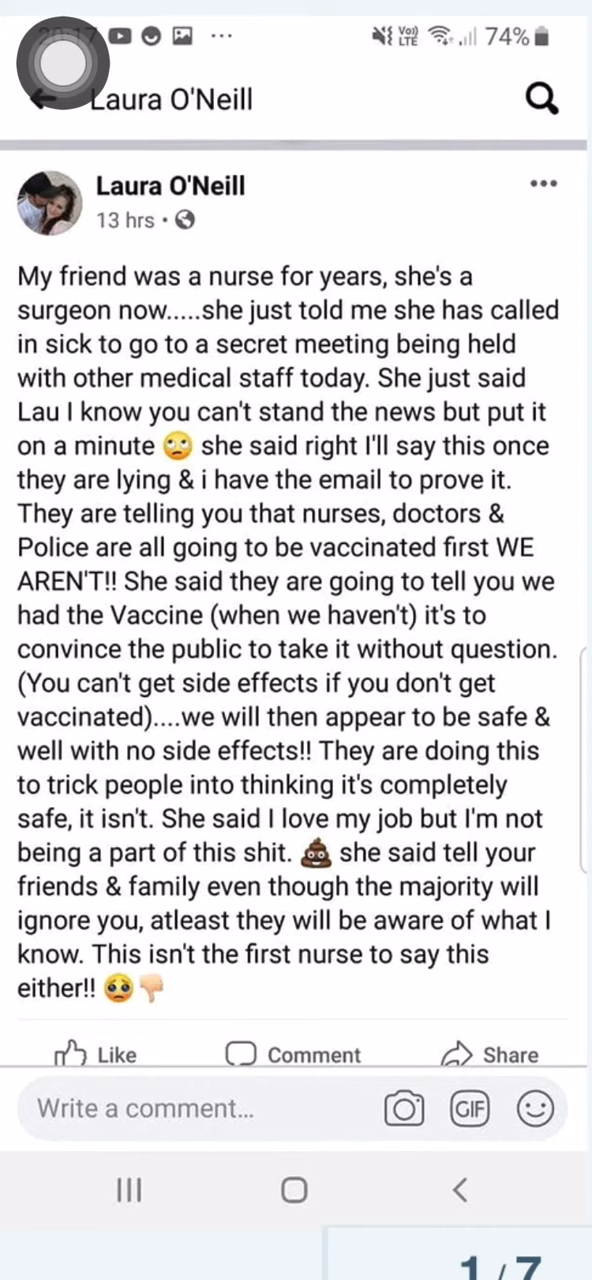 Voo) LTE 74%
Laura O'Neill
Laura O'Neill
13 hrs •
My friend was a nurse for years, she's a
surgeon now.....she just told me she has called
in sick to go to a secret meeting being held
with other medical staff today. She just said
Lau I know you can't stand the news but put it
on a minute 🙄 she said right I'll say this once
they are lying & i have the email to prove it.
They are telling you that nurses, doctors &
Police are all going to be vaccinated first WE
AREN'T!! She said they are going to tell you we
had the Vaccine (when we haven't) it's to
convince the public to take it without question.
(You can't get side effects if you don't get
vaccinated)....we will then appear to be safe &
well with no side effects!! They are doing this
to trick people into thinking it's completely
safe, it isn't. She said I love my job but I'm not
being a part of this shit. 💩 she said tell your
friends & family even though the majority will
ignore you, atleast they will be aware of what I
know. This isn't the first nurse to say this
either!! 🥺👎🏻
Like Comment Share
Write a comment... GIF
1/7